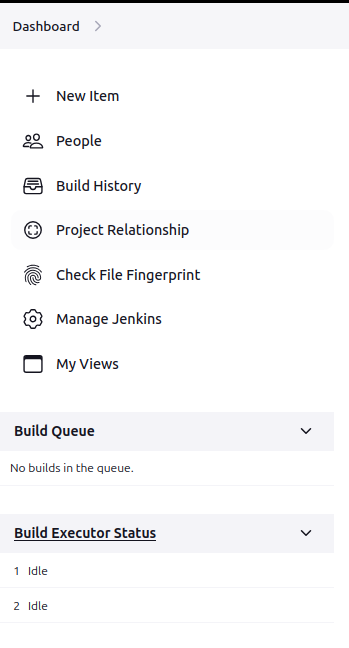 Dashboard
New Item
People
Build History
Project Relationship
Check File Fingerprint
Manage Jenkins
My Views
Build Queue
No builds in the queue.
Build Executor Status
1 Idle
2 Idle